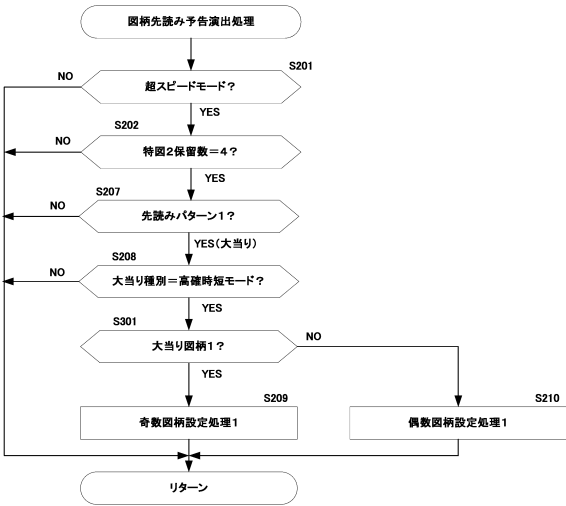 図柄先読み予告演出処理
S201
NO
超スピードモード？
YES
S202
NO
特図２保留数＝４？
YES
S207
NO
先読みパターン１？
YES（大当り）
S208
NO
大当り種別＝高確時短モード？
YES
S301
NO
大当り図柄１？
YES
S209
S210
奇数図柄設定処理１
偶数図柄設定処理１
リターン